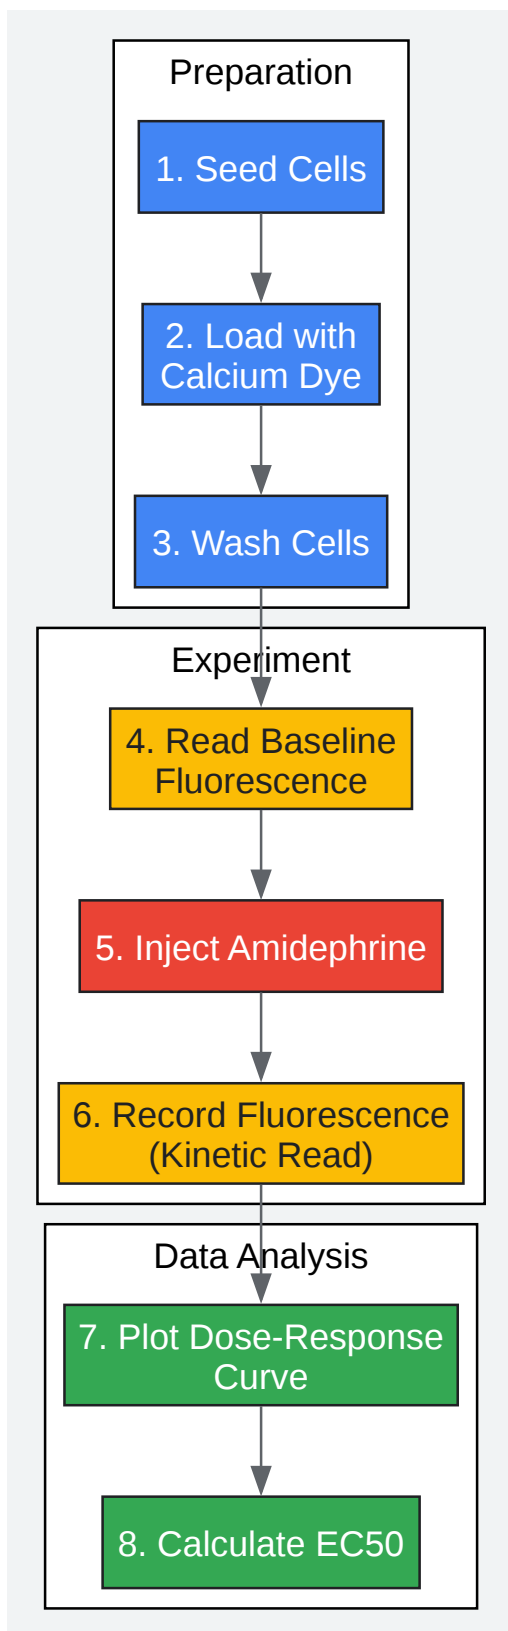 Preparation
1. Seed Cells
2. Load with
Calcium Dye
3. Wash Cells
Experiment
4. Read Baseline
Fluorescence
5. Inject Amidephrine
6. Record Fluorescence
(Kinetic Read)
Data Analysis
7. Plot Dose-Response
Curve
8. Calculate EC50